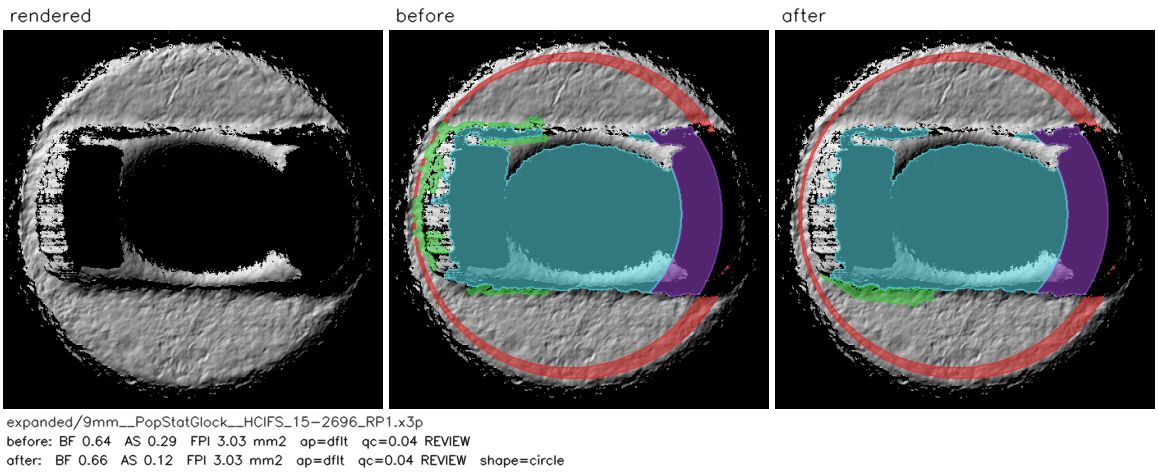 rendered
before
after
expanded/9mm__PopStatGlock__HCIFS_15-2696_RP1.x3p
before: BF 0.64 AS 0.29 FPI 3.03 mm2 ap=dflt qc=0.04 REVIEW
after: BF 0.66 AS 0.12 FPI 3.03 mm2 ap=dflt qc=0.04 REVIEW shape=circle